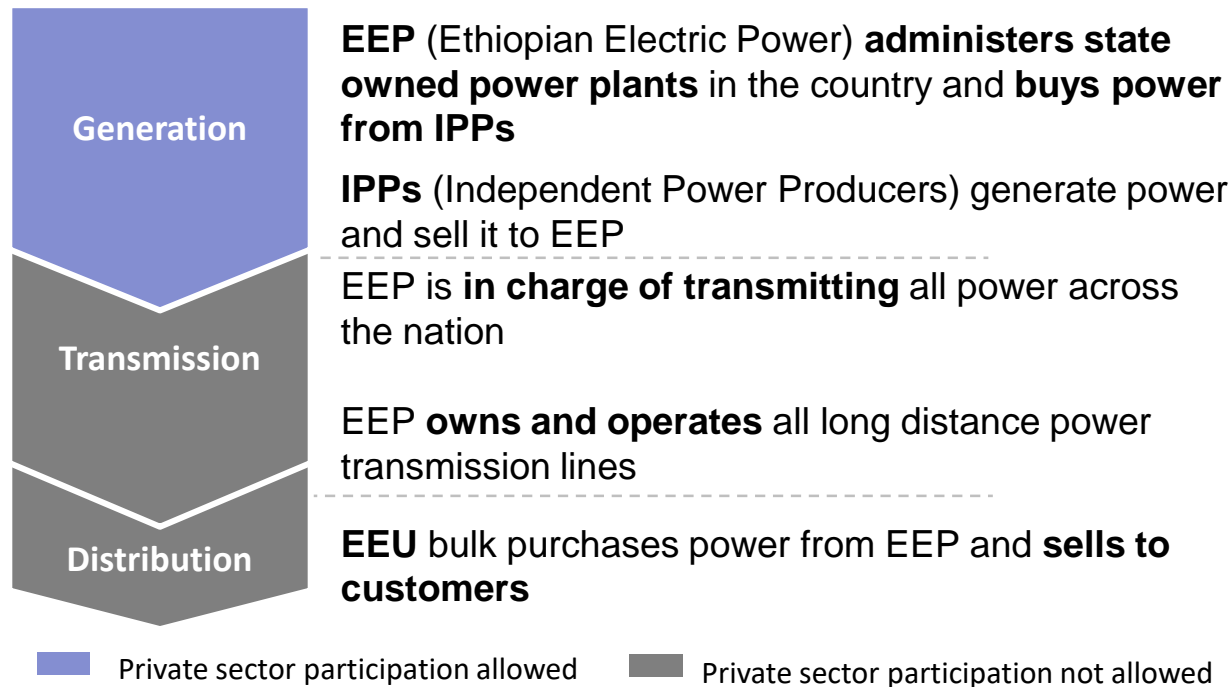 Generation
EEP (Ethiopian Electric Power) administers state
owned power plants in the country and buys power
from IPPs
IPPs (Independent Power Producers) generate power
and sell it to EEP
Transmission
EEP is in charge of transmitting all power across
the nation
EEP owns and operates all long distance power
transmission lines
Distribution
EEU bulk purchases power from EEP and sells to
customers
Private sector participation allowed
Private sector participation not allowed